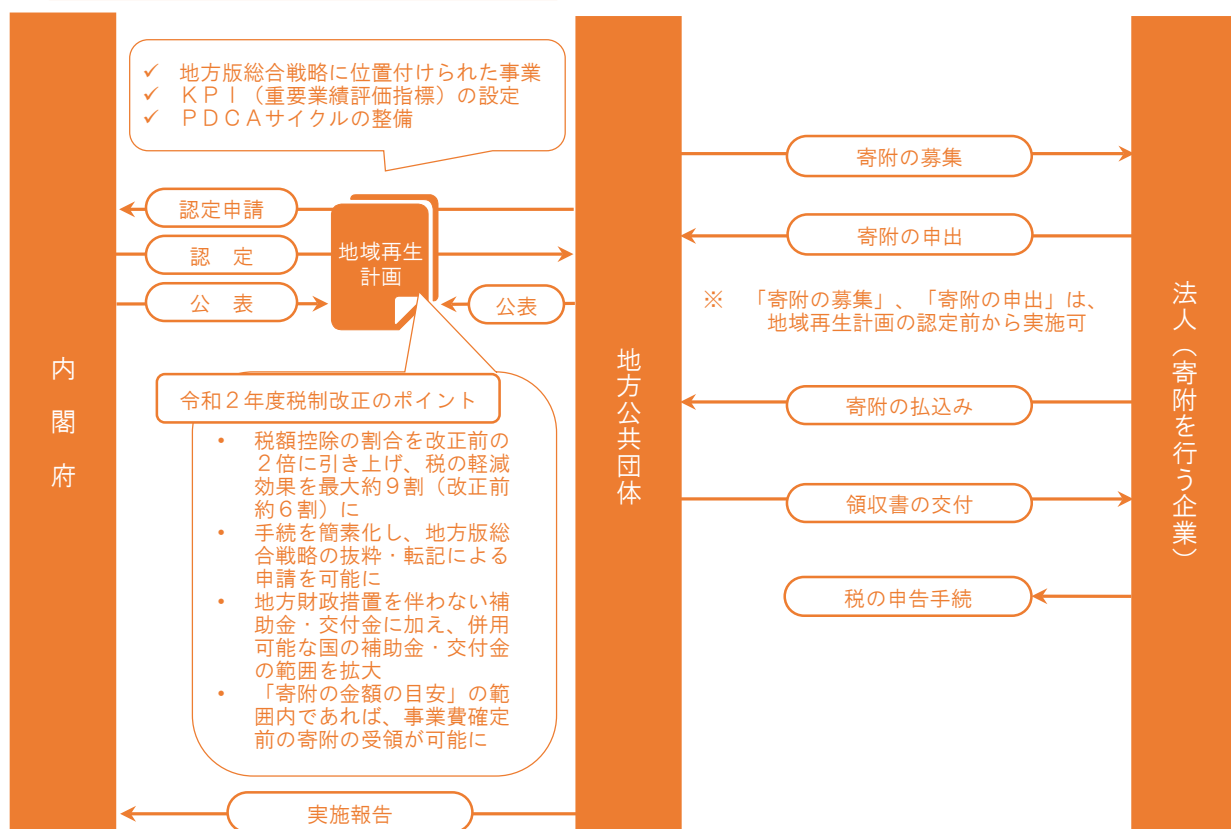 ✓ 地方版総合戦略に位置付けられた事業
✓ ＫＰＩ（重要業績評価指標）の設定
✓ ＰＤＣＡサイクルの整備
認定申請
認　定
公　表
地域再生
計画
公表
令和２年度税制改正のポイント
• 税額控除の割合を改正前の
２倍に引き上げ、税の軽減
効果を最大約９割（改正前
約６割）に
• 手続を簡素化し、地方版総
合戦略の抜粋・転記による
申請を可能に
• 地方財政措置を伴わない補
助金・交付金に加え、併用
可能な国の補助金・交付金
の範囲を拡大
• 「寄附の金額の目安」の範
囲内であれば、事業費確定
前の寄附の受領が可能に
実施報告
内閣府
地方公共団体
寄附の募集
寄附の申出
※　「寄附の募集」、「寄附の申出」は、
地域再生計画の認定前から実施可
寄附の払込み
領収書の交付
税の申告手続
法人（寄附を行う企業）